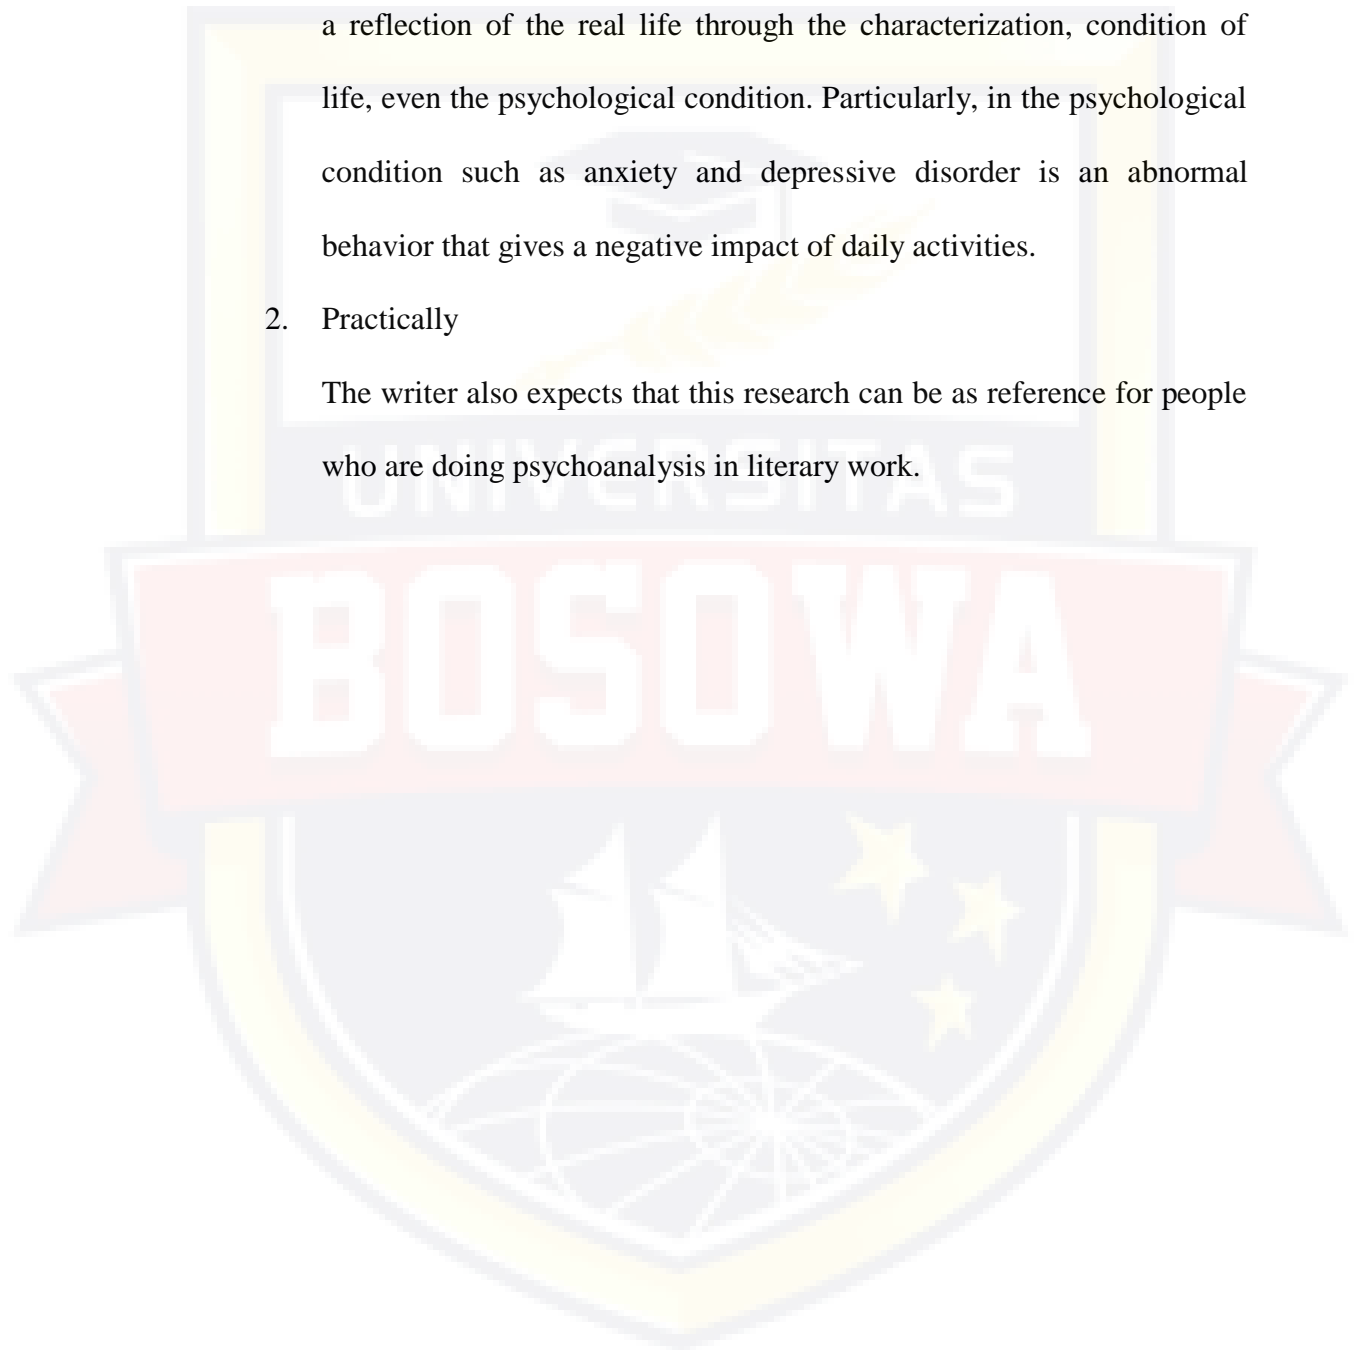 a reflection of the real life through the characterization, condition of
life, even the psychological condition. Particularly, in the psychological
condition such as anxiety and depressive disorder is an abnormal
behavior that gives a negative impact of daily activities.
2. Practically
The writer also expects that this research can be as reference for people
who are doing psychoanalysis in literary work.
UNIVERSITAS
BOSOWA